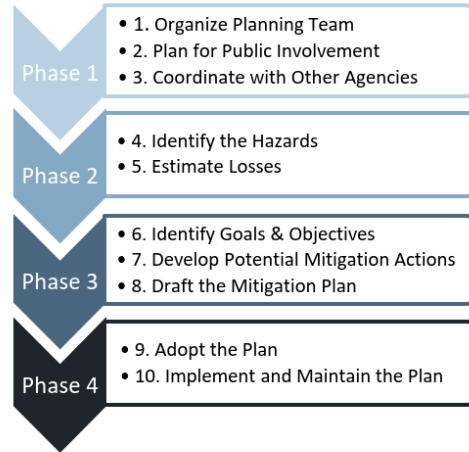 Phase 1
• 1. Organize Planning Team
• 2. Plan for Public Involvement
• 3. Coordinate with Other Agencies
Phase 2
• 4. Identify the Hazards
• 5. Estimate Losses
Phase 3
• 6. Identify Goals & Objectives
• 7. Develop Potential Mitigation Actions
• 8. Draft the Mitigation Plan
Phase 4
• 9. Adopt the Plan
• 10. Implement and Maintain the Plan